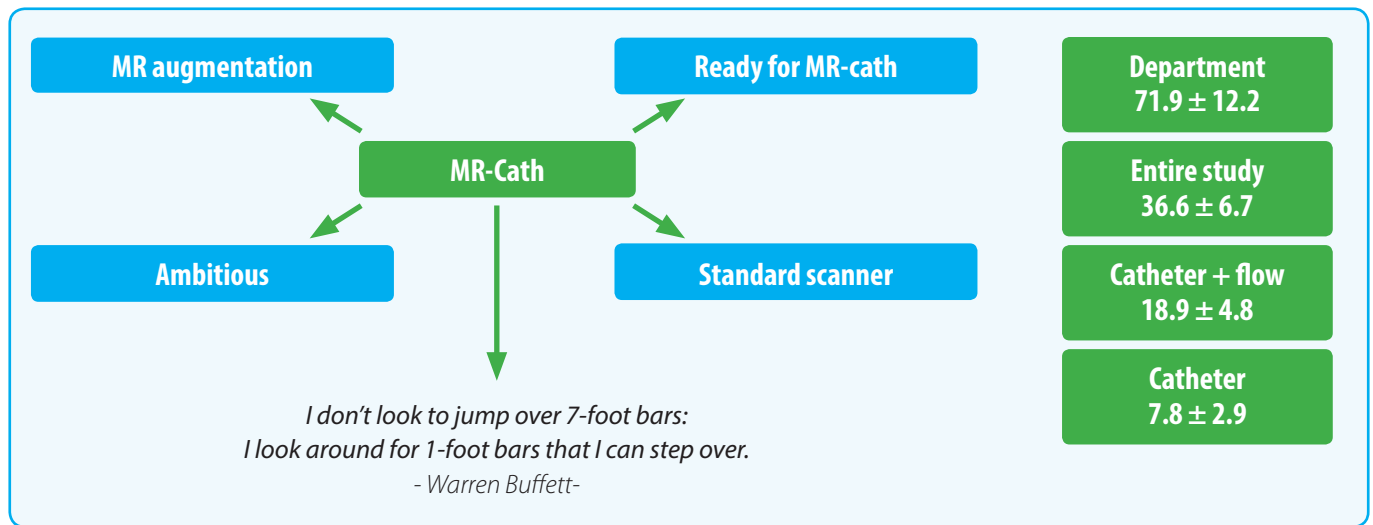 MR augmentation
Ready for MR-cath
MR-Cath
Ambitious
Standard scanner
I don’t look to jump over 7-foot bars:
I look around for 1-foot bars that I can step over.
- Warren Buffett-
Department
71.9 ± 12.2
Entire study
36.6 ± 6.7
Catheter + flow
18.9 ± 4.8
Catheter
7.8 ± 2.9